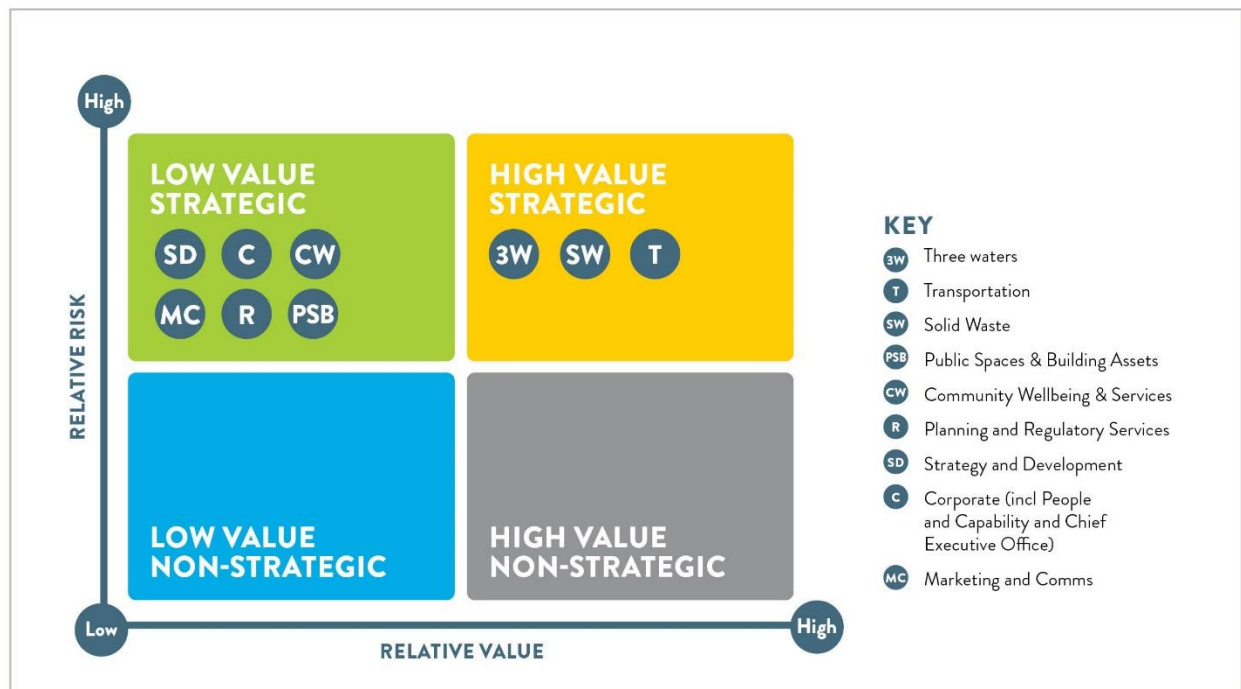 High
LOW VALUE
STRATEGIC
SD C CW
MC R PSB
HIGH VALUE
STRATEGIC
3W SW T
RELATIVE RISK
LOW VALUE
NON-STRATEGIC
HIGH VALUE
NON-STRATEGIC
Low
High
RELATIVE VALUE
KEY
3W Three waters
T Transportation
SW Solid Waste
PSB Public Spaces & Building Assets
CW Community Wellbeing & Services
R Planning and Regulatory Services
SD Strategy and Development
C Corporate (incl People
and Capability and Chief
Executive Office)
MC Marketing and Comms